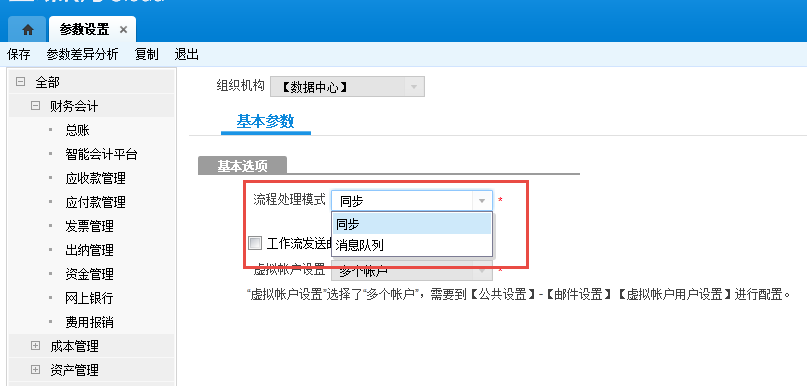 参数设置 ×
保存 参数差异分析 复制 退出
全部
财务会计
总账
智能会计平台
应收款管理
应付款管理
发票管理
出纳管理
资金管理
网上银行
费用报销
成本管理
资产管理
组织机构 【数据中心】
基本参数
基本选项
流程处理模式 同步 *
同步
消息队列
工作流发送
虚拟帐户设置 多个帐户 *
“虚拟帐户设置”选择了“多个帐户”，需要到【公共设置】-【邮件设置】【虚拟帐户用户设置】进行配置。